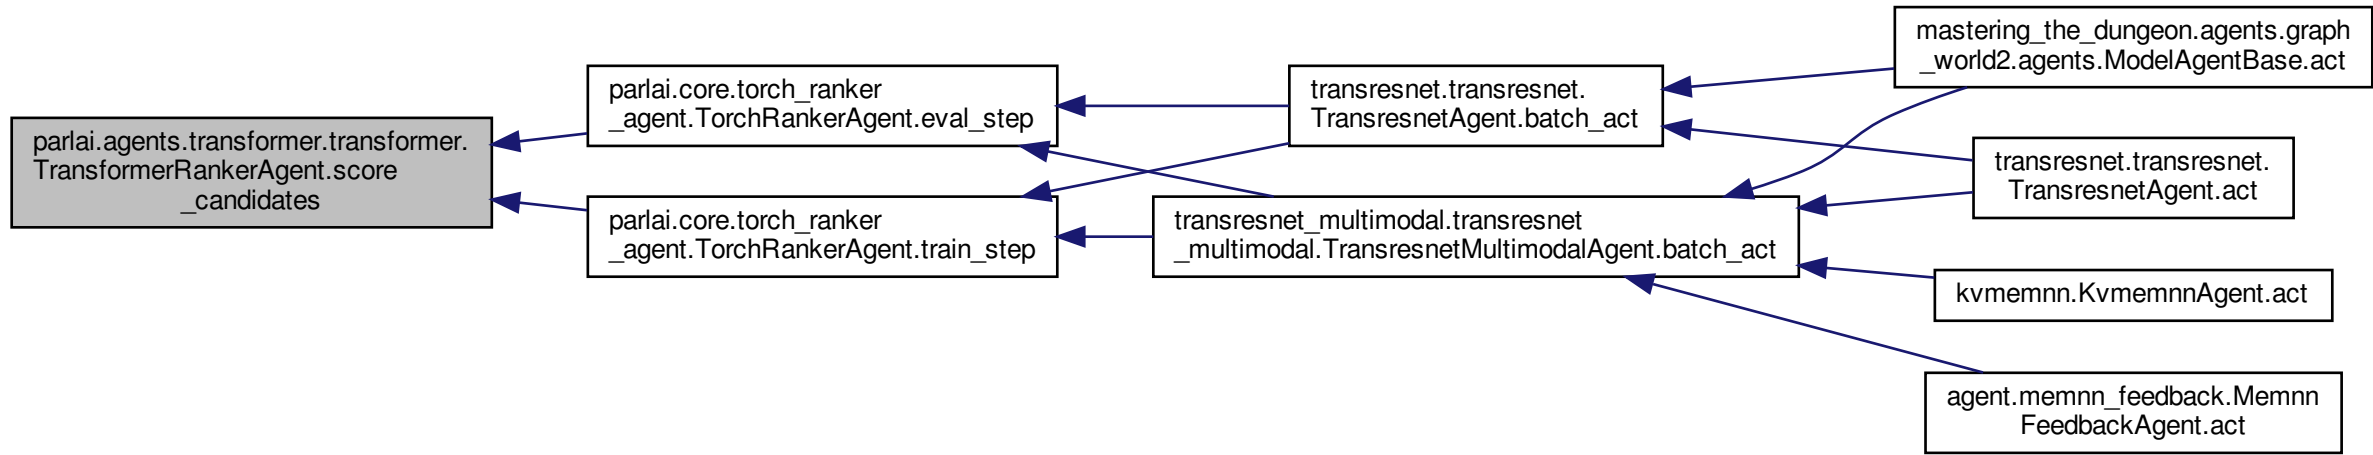 parlai.agents.transformer.transformer.
TransformerRankerAgent.score
_candidates
parlai.core.torch_ranker
_agent.TorchRankerAgent.eval_step
parlai.core.torch_ranker
_agent.TorchRankerAgent.train_step
transresnet.transresnet.
TransresnetAgent.batch_act
transresnet_multimodal.transresnet
_multimodal.TransresnetMultimodalAgent.batch_act
mastering_the_dungeon.agents.graph
_world2.agents.ModelAgentBase.act
transresnet.transresnet.
TransresnetAgent.act
kvmemnn.KvmemnnAgent.act
agent.memnn_feedback.Memnn
FeedbackAgent.act